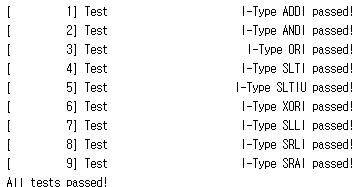 [         1] Test                         I-Type ADDI passed!
[         2] Test                         I-Type ANDI passed!
[         3] Test                          I-Type ORI passed!
[         4] Test                         I-Type SLTI passed!
[         5] Test                        I-Type SLTIU passed!
[         6] Test                         I-Type XORI passed!
[         7] Test                         I-Type SLLI passed!
[         8] Test                         I-Type SRLI passed!
[         9] Test                         I-Type SRAI passed!
All tests passed!